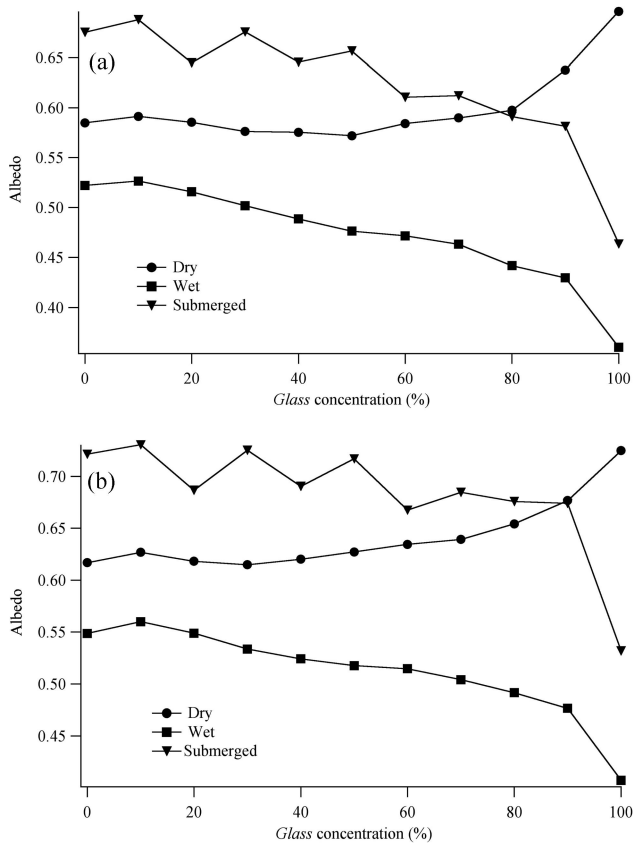 (a)
0.65
0.60
0.55
0.50
0.45
0.40
Albedo
Dry
Wet
Submerged
0 20 40 60 80 100
Glass concentration (%)
(b)
0.70
0.65
0.60
0.55
0.50
0.45
Albedo
Dry
Wet
Submerged
0 20 40 60 80 100
Glass concentration (%)